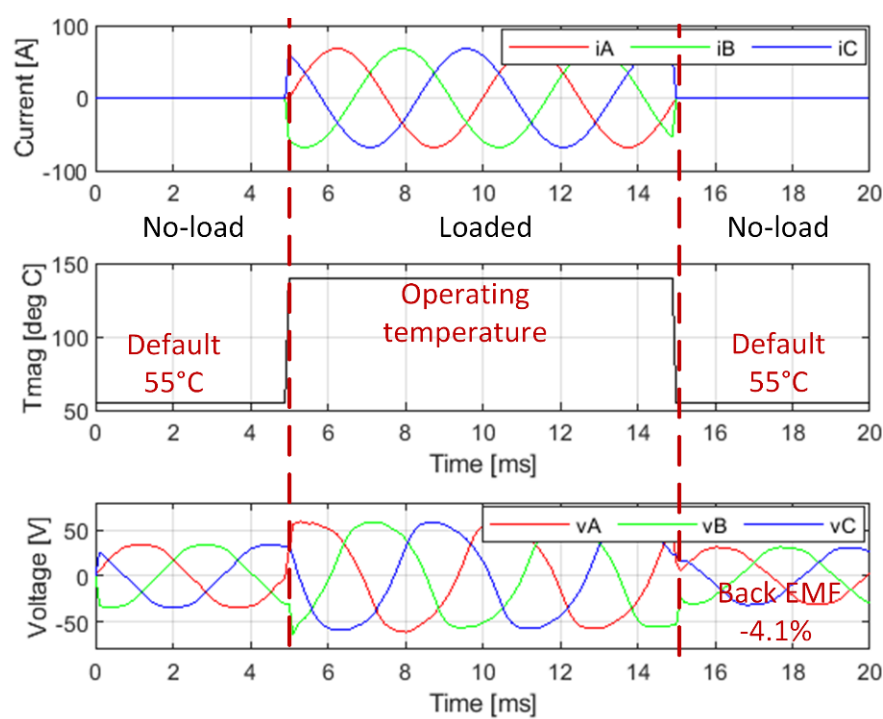 100
0
-100
Current [A]
iA iB iC
0 2 4 6 8 10 12 14 16 18 20
No-load Loaded No-load
150
100
50
Tmag [deg C]
Default
55°C
Operating
temperature
Default
55°C
0 2 4 6 8 10 12 14 16 18 20
Time [ms]
50
0
-50
Voltage [V]
vA vB vC
Back EMF
-4.1%
0 2 4 6 8 10 12 14 16 18 20
Time [ms]